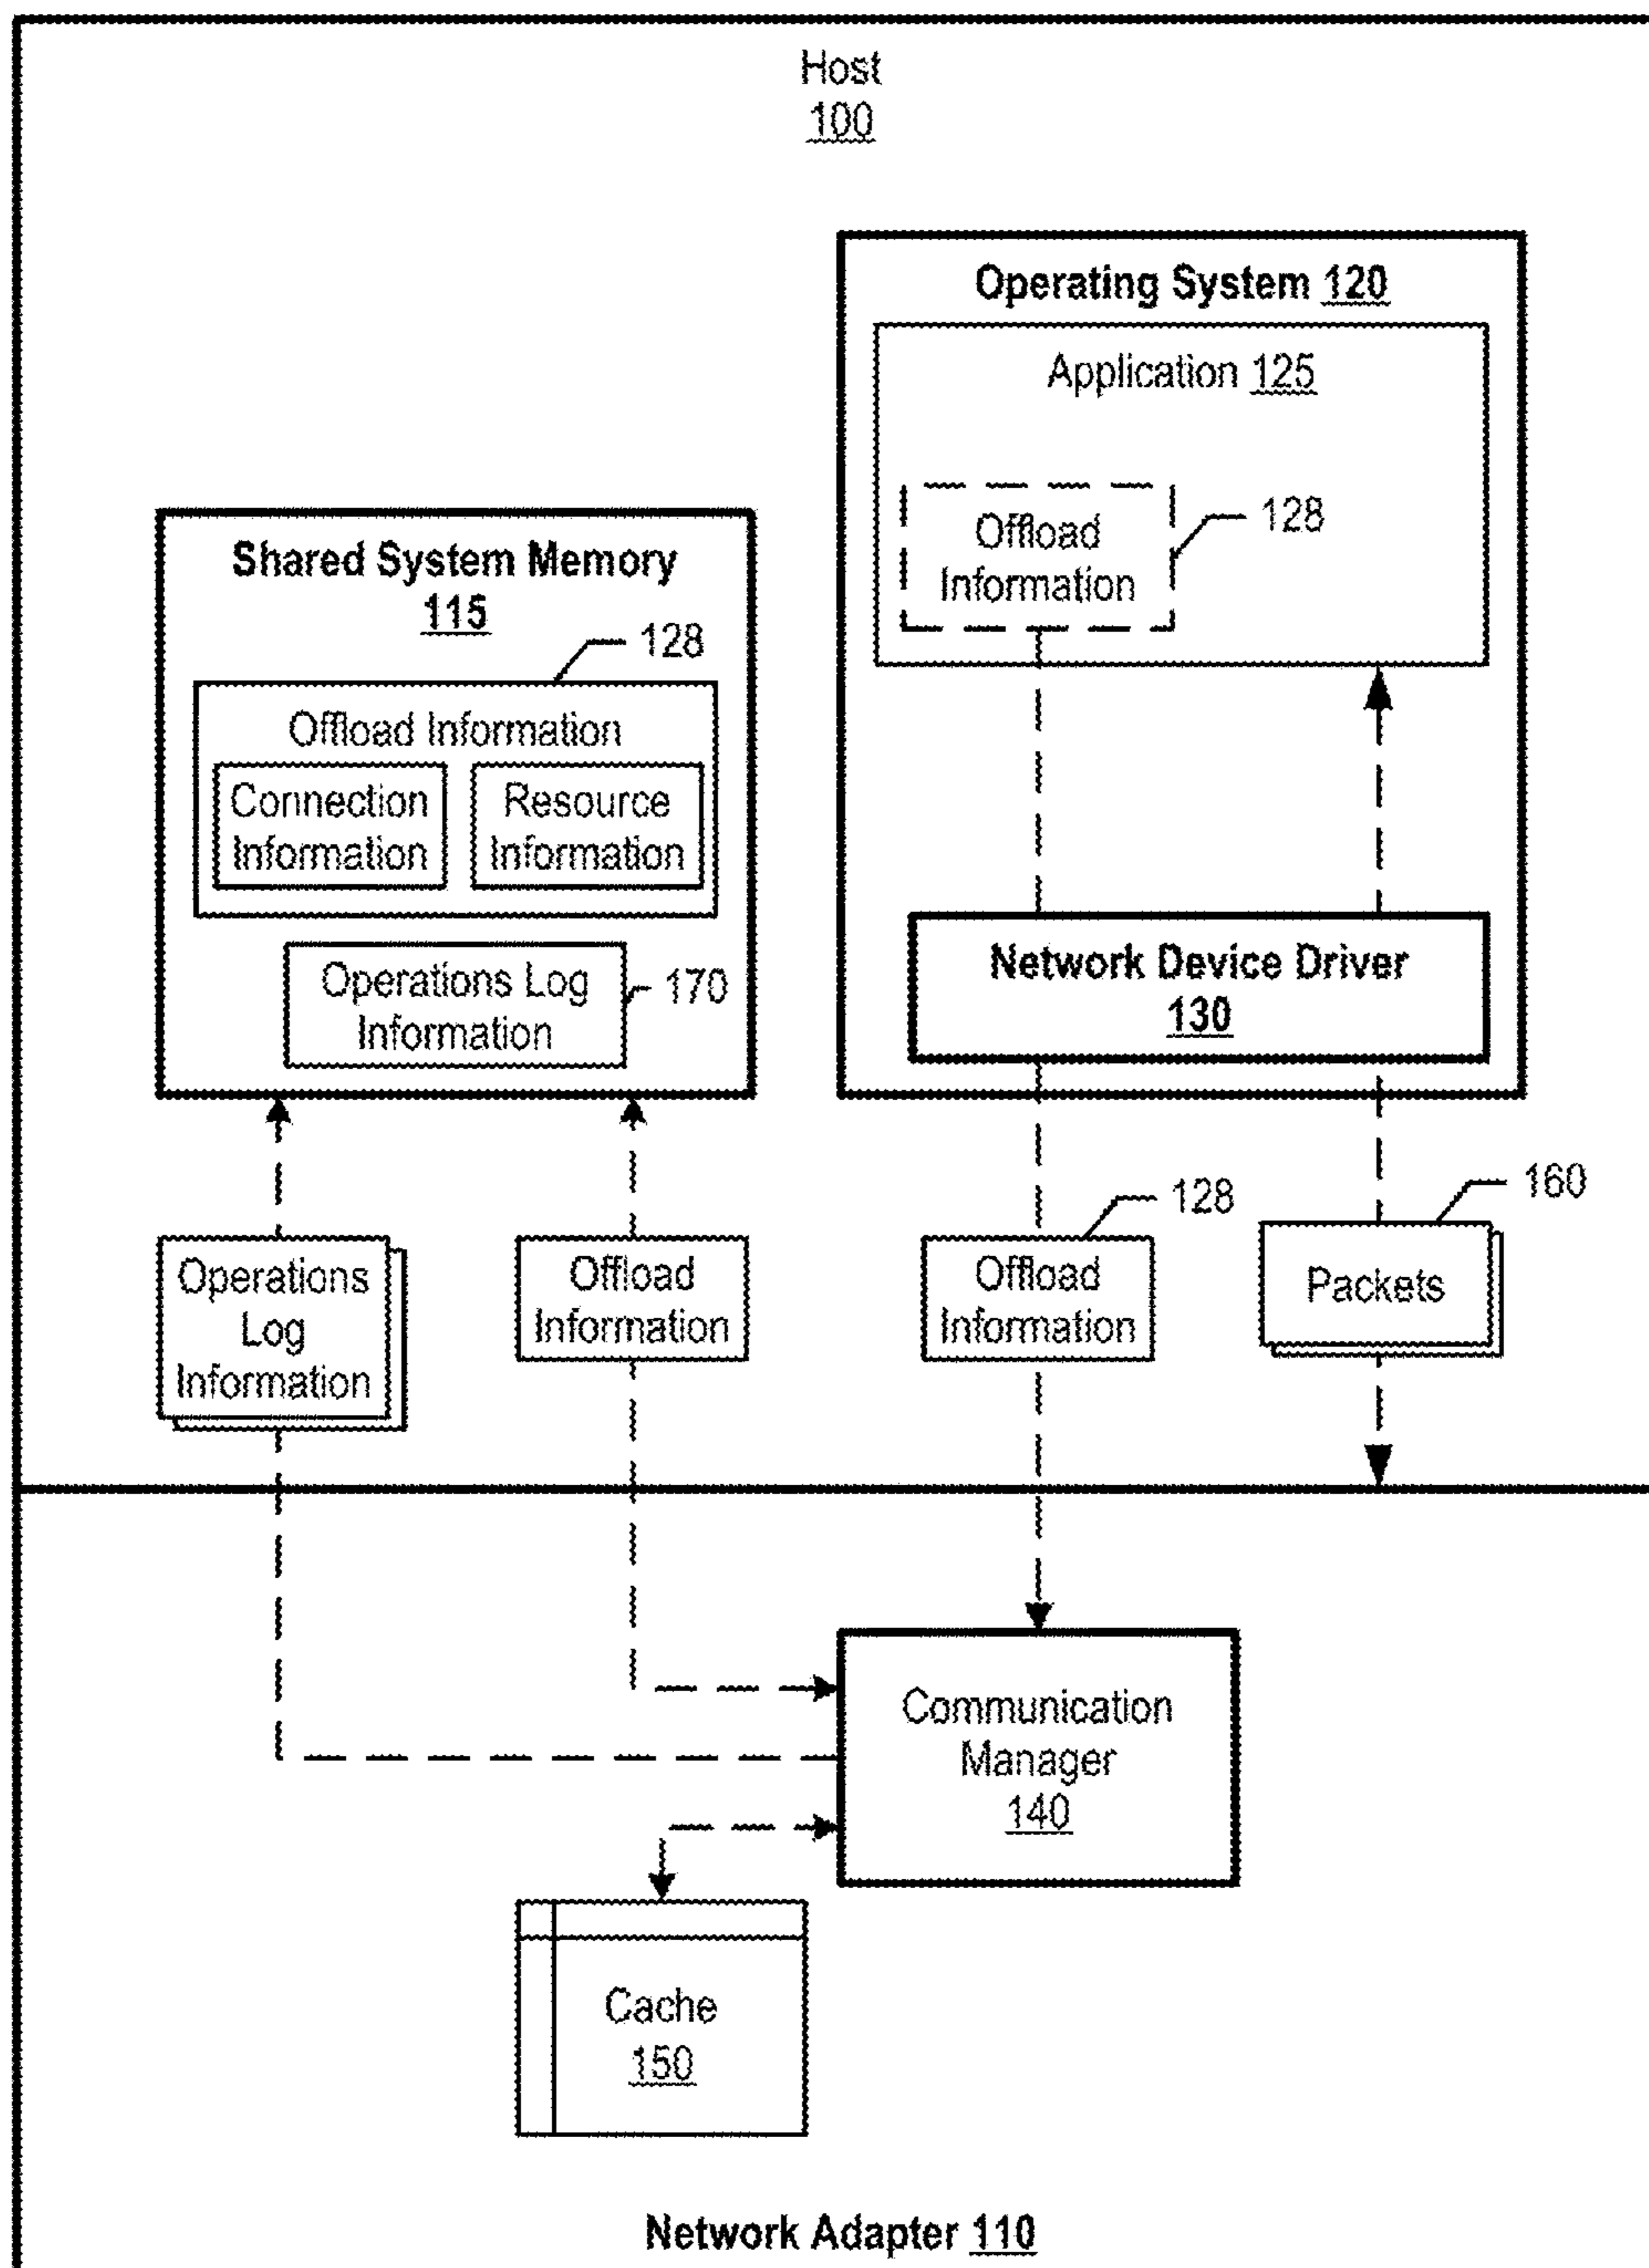 Host
100
Operating System 120
Application 125
Offload
Information
128
Shared System Memory
115
128
Offload Information
Connection
Information
Resource
Information
Operations Log
Information
170
Network Device Driver
130
Operations
Log
Information
Offload
Information
128
Offload
Information
160
Packets
Communication
Manager
140
Cache
150
Network Adapter 110